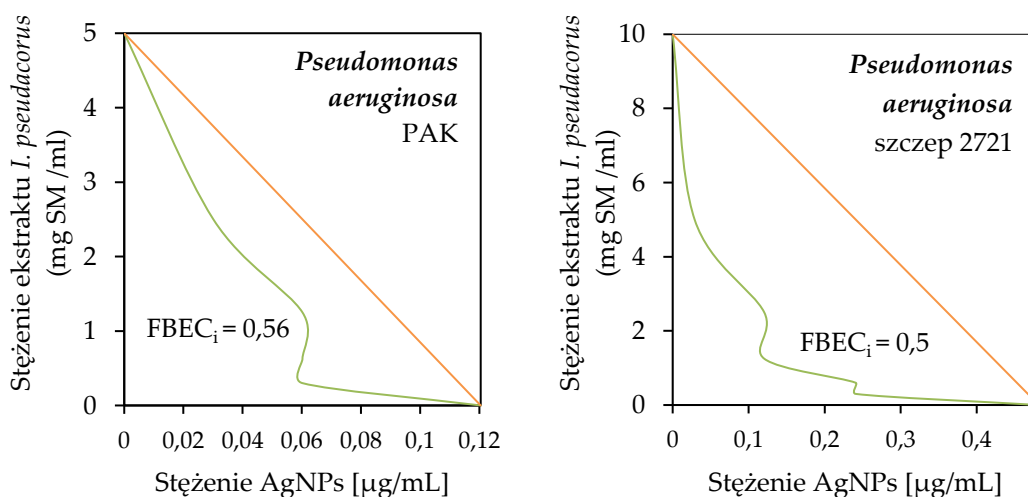 Stężenie ekstraktu I. pseudacorus
(mg SM /ml)
5
4
3
2
1
0
Pseudomonas
aeruginosa
PAK
FBECi = 0,56
0 0,02 0,04 0,06 0,08 0,1 0,12
Stężenie AgNPs [µg/mL]
Stężenie ekstraktu I. pseudacorus
(mg SM /ml)
10
8
6
4
2
0
Pseudomonas
aeruginosa
szczep 2721
FBECi = 0,5
0 0,1 0,2 0,3 0,4
Stężenie AgNPs [µg/mL]